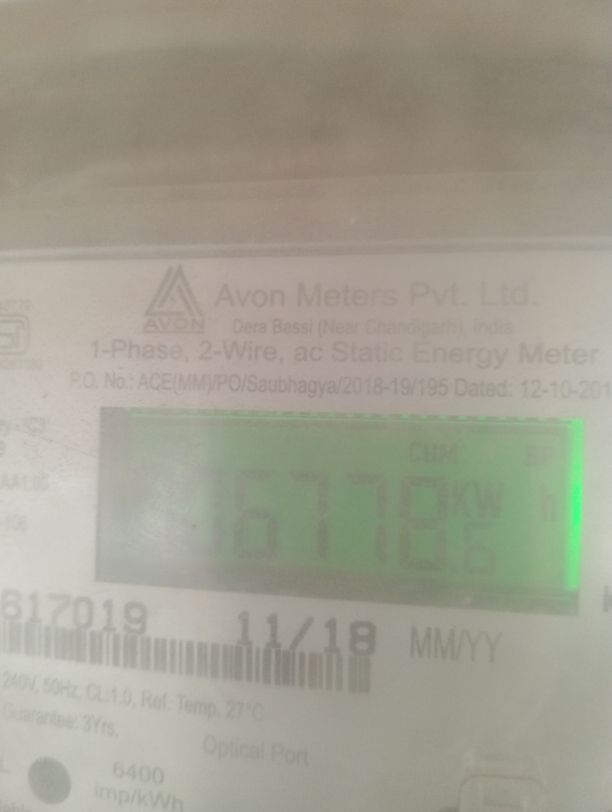 Avon Meters Pvt. Ltd.
AVON
Dera Bassi (Near Chandigarh), India
1-Phase, 2-Wire, ac Static Energy Meter
P.O. No.: ACE(MM)/PO/Saubhagya/2018-19/195 Dated: 12-10-201
CUM
6778.6 KW h
617019 11/18 MM/YY
240V, 50Hz, CL:1.0, Ref. Temp. 27°C
Guarantee: 3Yrs.
Optical Port
6400
imp/kWh